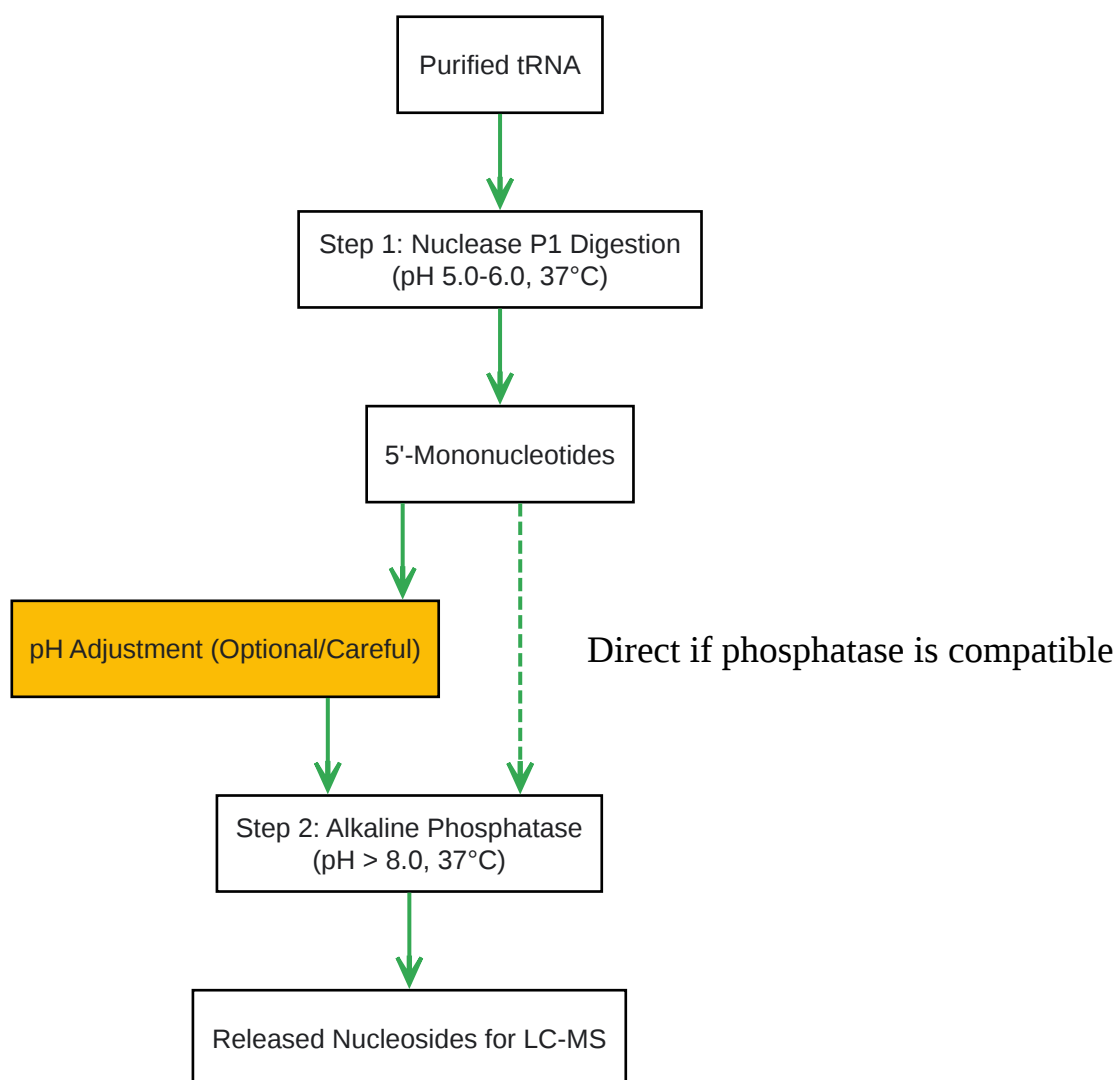 Purified tRNA
Step 1: Nuclease P1 Digestion
(pH 5.0-6.0, 37°C)
5'-Mononucleotides
pH Adjustment (Optional/Careful)
Direct if phosphatase is compatible
Step 2: Alkaline Phosphatase
(pH > 8.0, 37°C)
Released Nucleosides for LC-MS